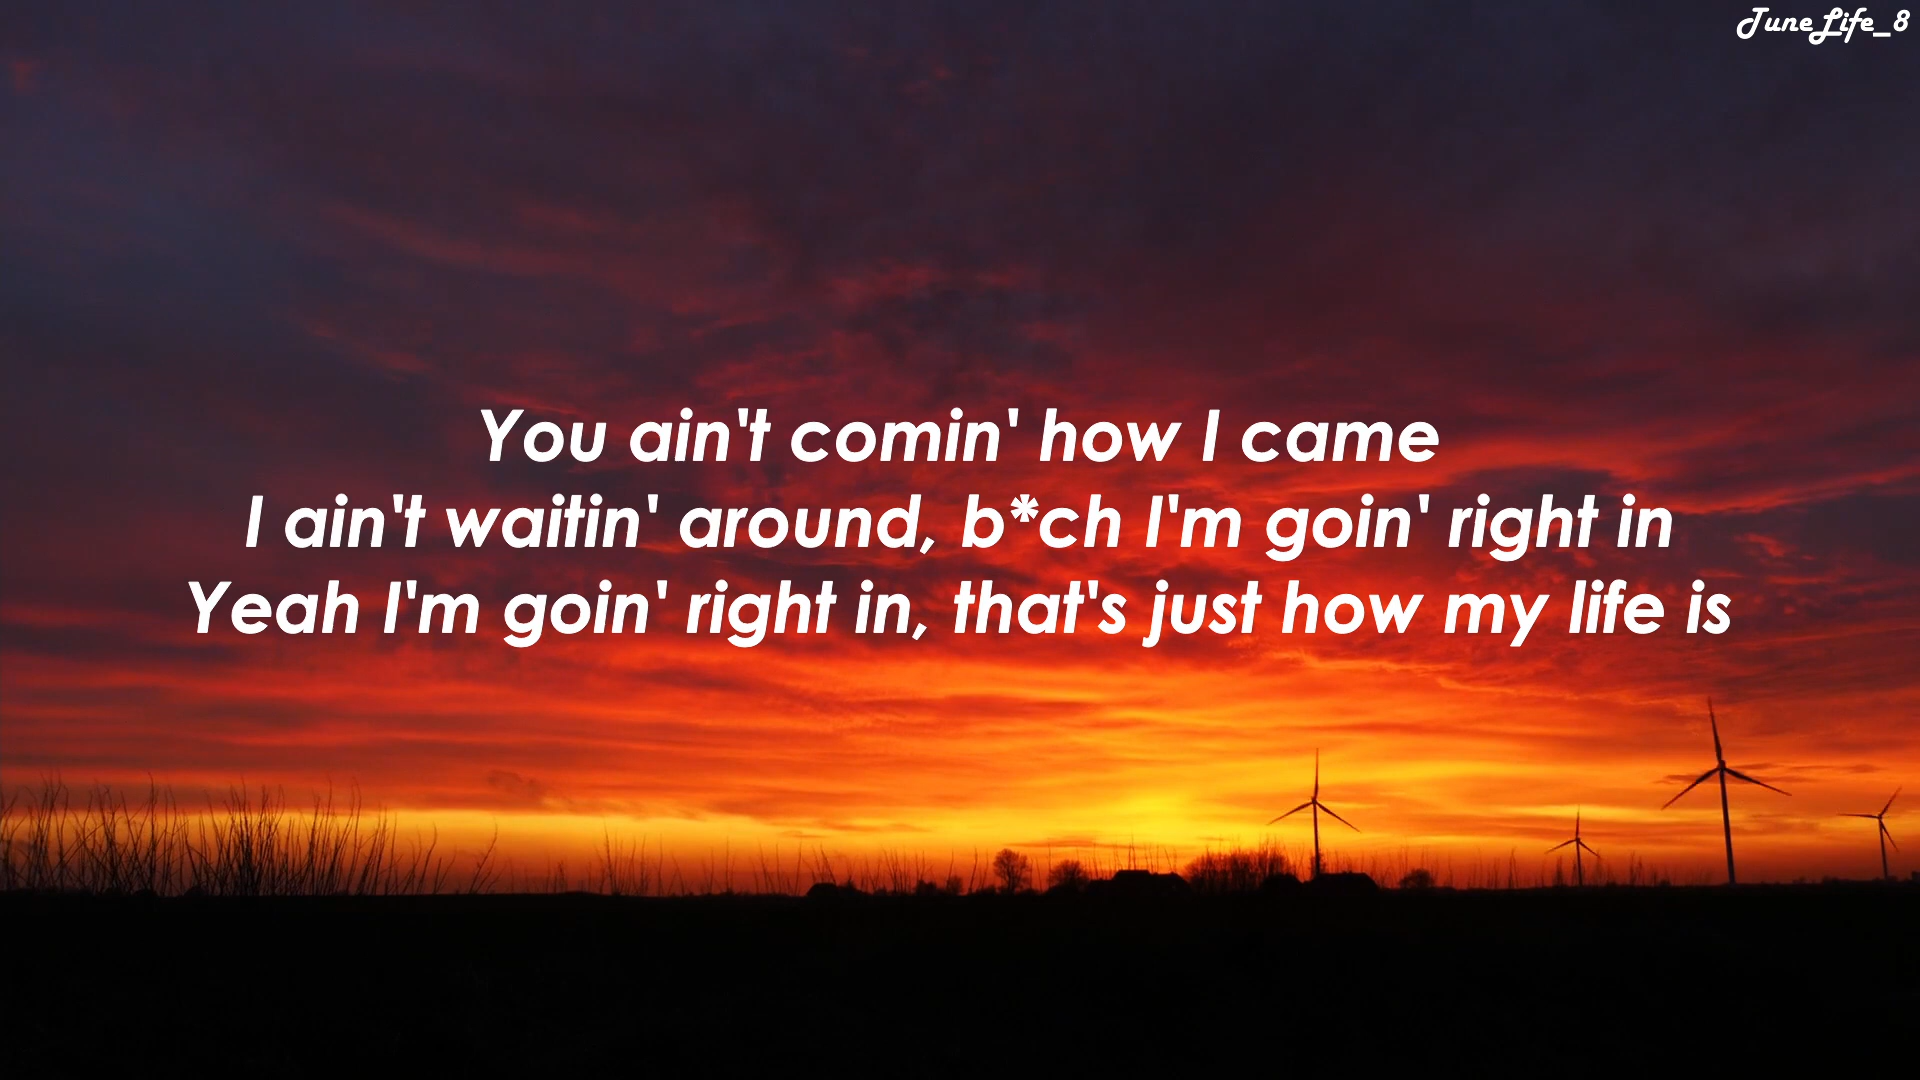 JuneLife_8
You ain't comin' how I came
I ain't waitin' around, b*ch I'm goin' right in
Yeah I'm goin' right in, that's just how my life is